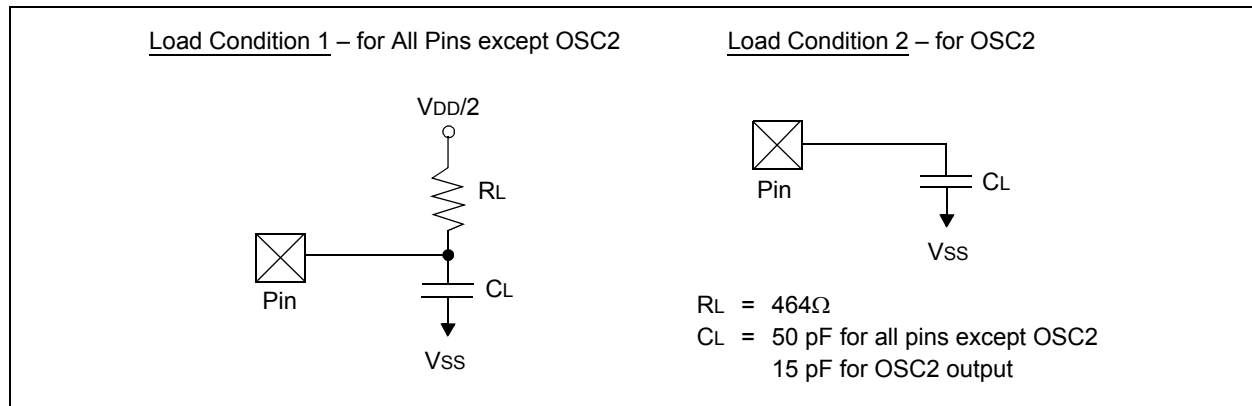 Load Condition 1 – for All Pins except OSC2
VDD/2
RL
Pin
CL
VSS
Load Condition 2 – for OSC2
Pin
CL
VSS
RL = 464Ω
CL = 50 pF for all pins except OSC2
15 pF for OSC2 output